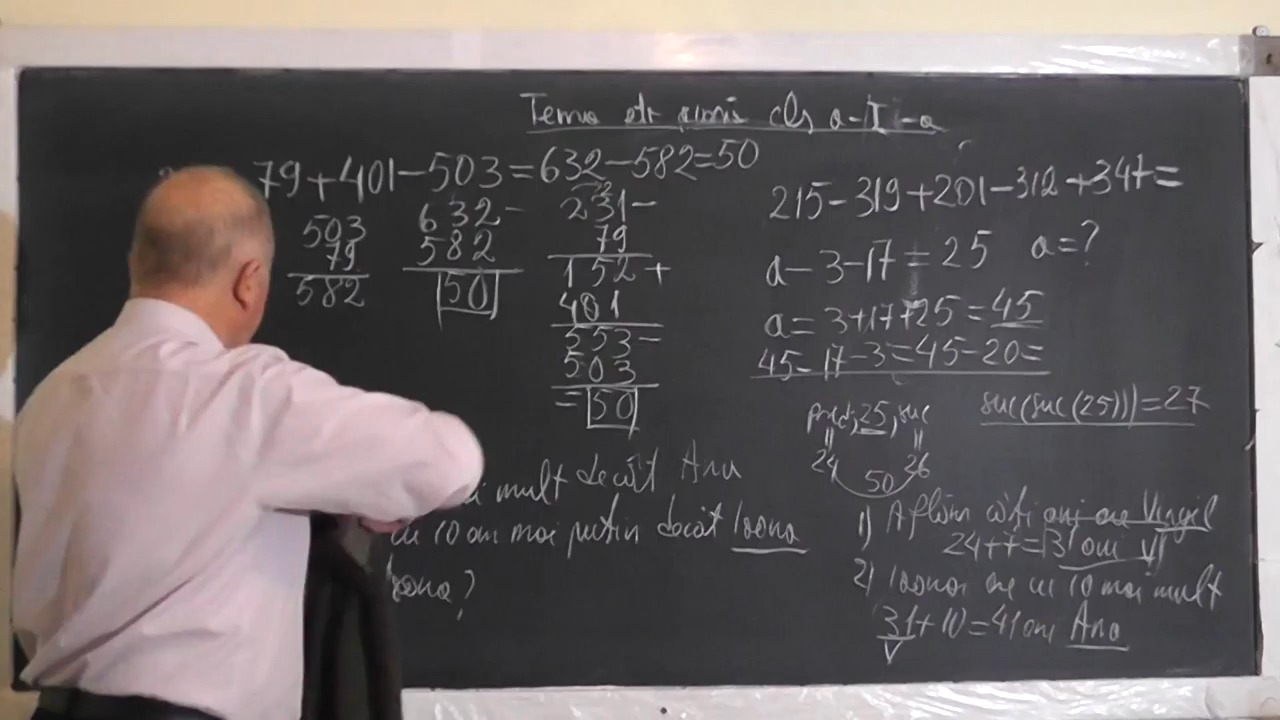 Tema
79+401-503=632-582=50
503
79
582
632-
582
50
231-
79
152+
401
553-
503
=50
mult decât Ana
cu 10 ani mai puțin decât Ioana
Ioana?
215-319+201-312+347=
a-3-17=25 a=?
a=3+17+25=45
45-17-3=45-20=
pred; 25, suc
24 50 26
suc(suc(25)))=27
1) Aflăm câți ani are Virgil
24+7=31 ani V
2) Ioana are cu 10 mai mult
31+10=41 ani Ana
V